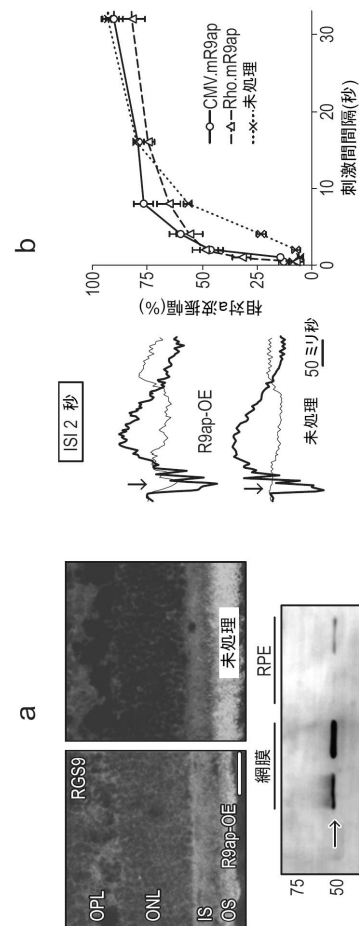 a
RGS9
OPL
ONL
IS
OS
R9ap-OE
未処理
網膜
RPE
75
50
b
ISI 2 秒
R9ap-OE
未処理
50 ミリ秒
相対a波振幅(%)
100
75
50
25
0
CMV.mR9ap
Rho.mR9ap
未処理
0
10
20
30
刺激間間隔(秒)